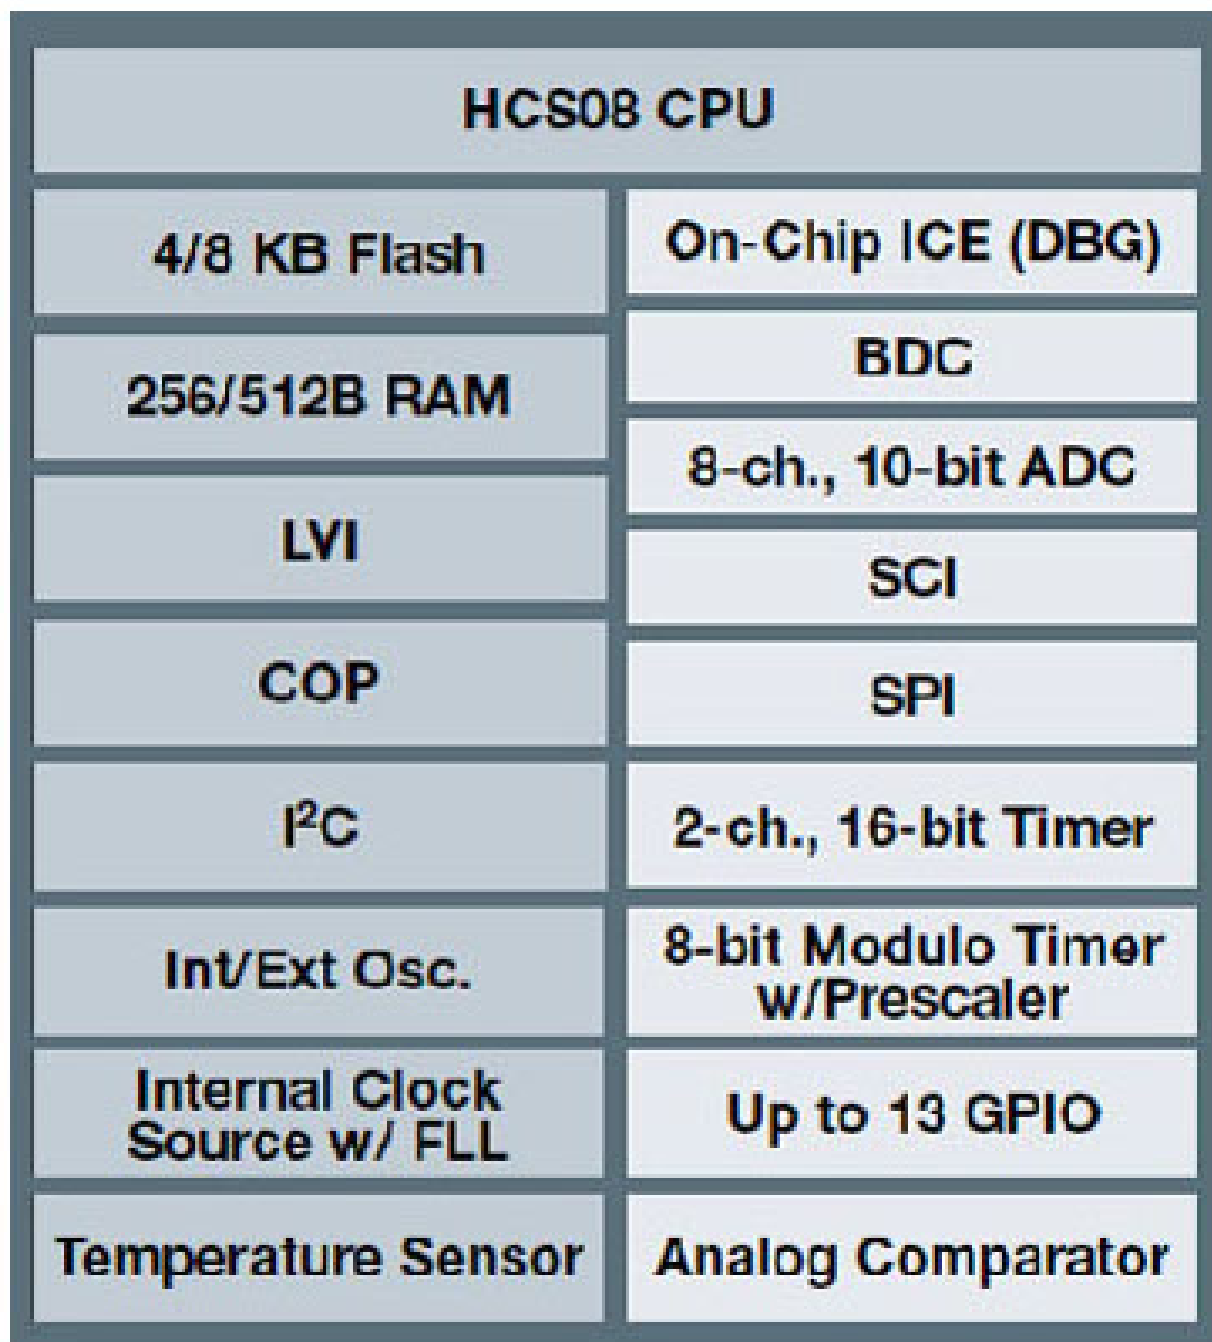 HCS08 CPU
4/8 KB Flash
256/512B RAM
LVI
COP
I²C
Int/Ext Osc.
Internal Clock
Source w/ FLL
Temperature Sensor
On-Chip ICE (DBG)
BDC
8-ch., 10-bit ADC
SCI
SPI
2-ch., 16-bit Timer
8-bit Modulo Timer
w/Prescaler
Up to 13 GPIO
Analog Comparator